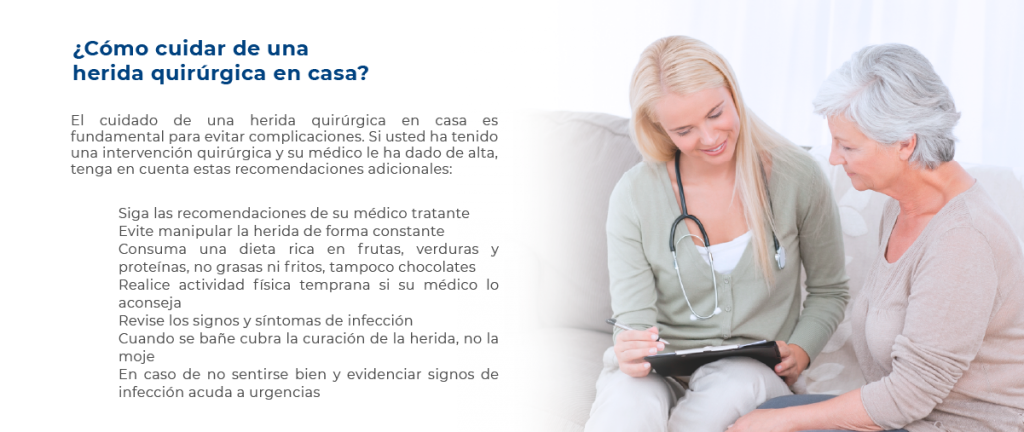 ¿Cómo cuidar de una
herida quirúrgica en casa?
El cuidado de una herida quirúrgica en casa es
fundamental para evitar complicaciones. Si usted ha tenido
una intervención quirúrgica y su médico le ha dado de alta,
tenga en cuenta estas recomendaciones adicionales:
Siga las recomendaciones de su médico tratante
Evite manipular la herida de forma constante
Consuma una dieta rica en frutas, verduras y
proteínas, no grasas ni fritos, tampoco chocolates
Realice actividad física temprana si su médico lo
aconseja
Revise los signos y síntomas de infección
Cuando se bañe cubra la curación de la herida, no la
moje
En caso de no sentirse bien y evidenciar signos de
infección acuda a urgencias